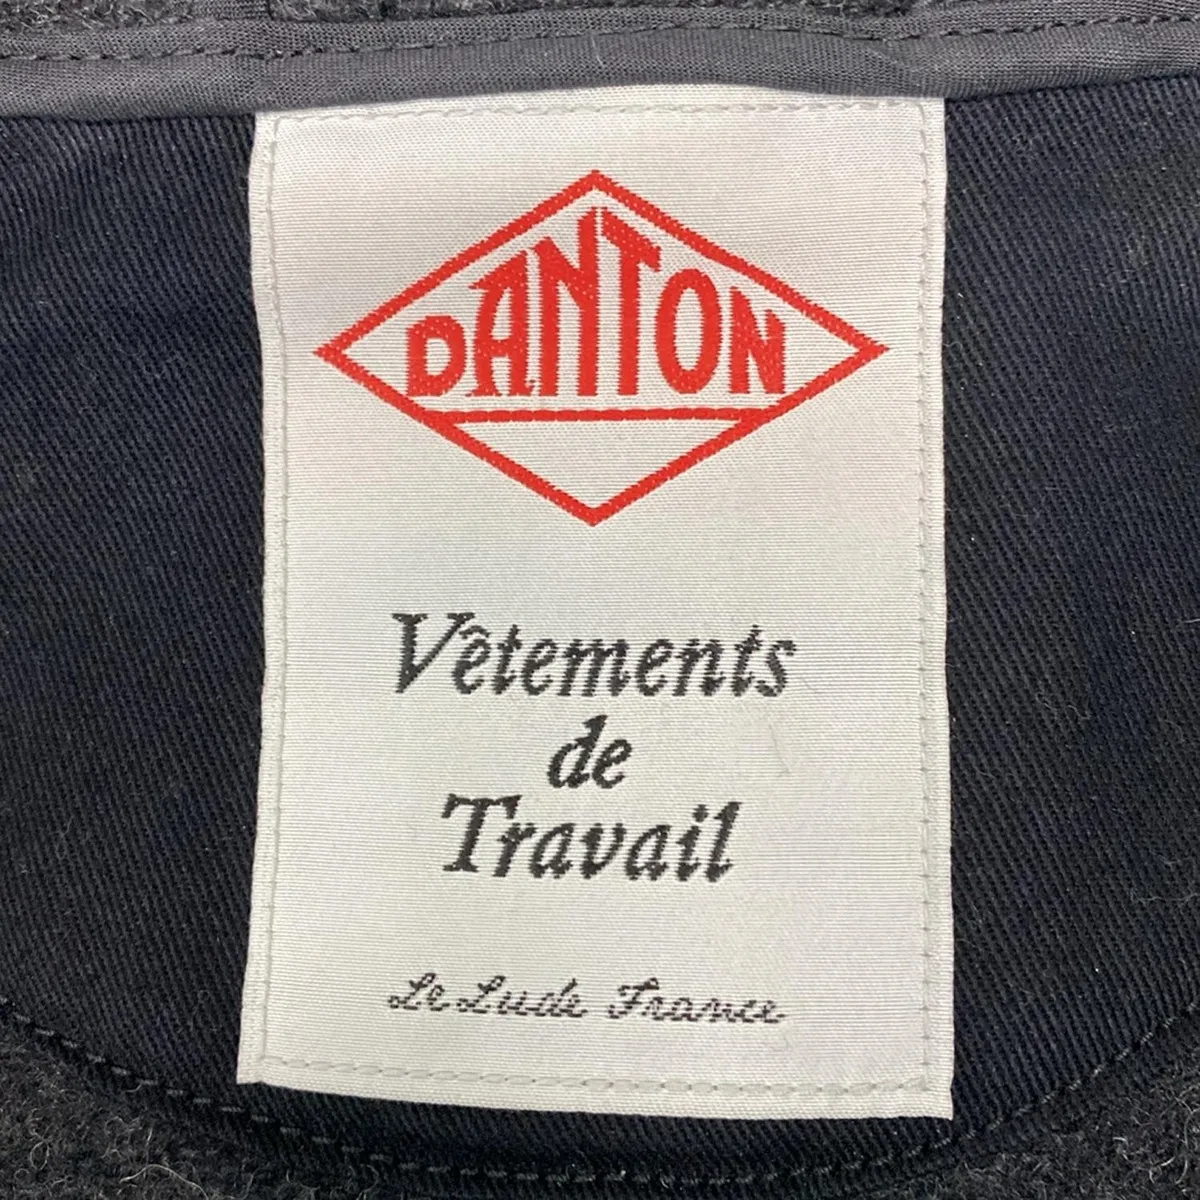 DANTON
Vêtements
de
Travail
Le Lude France